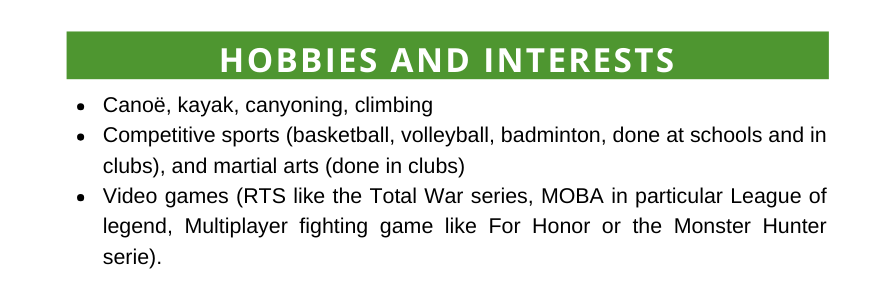 HOBBIES AND INTERESTS
• Canoë, kayak, canyoning, climbing
• Competitive sports (basketball, volleyball, badminton, done at schools and in
clubs), and martial arts (done in clubs)
• Video games (RTS like the Total War series, MOBA in particular League of
legend, Multiplayer fighting game like For Honor or the Monster Hunter
serie).